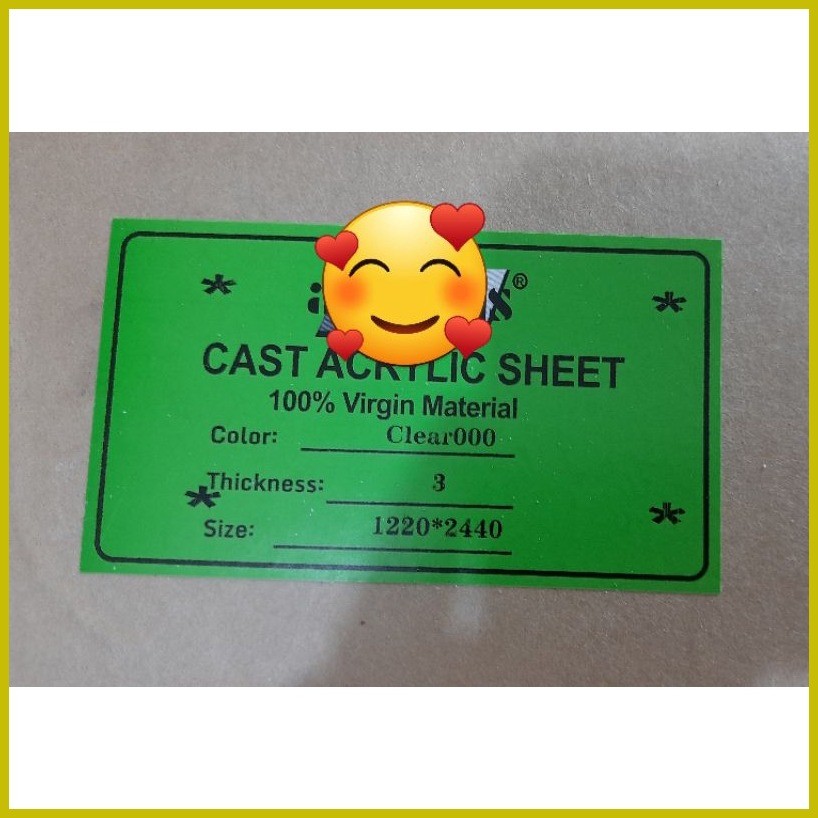 ®
CAST ACRYLIC SHEET
100% Virgin Material
Color: Clear000
Thickness: 3
Size: 1220*2440